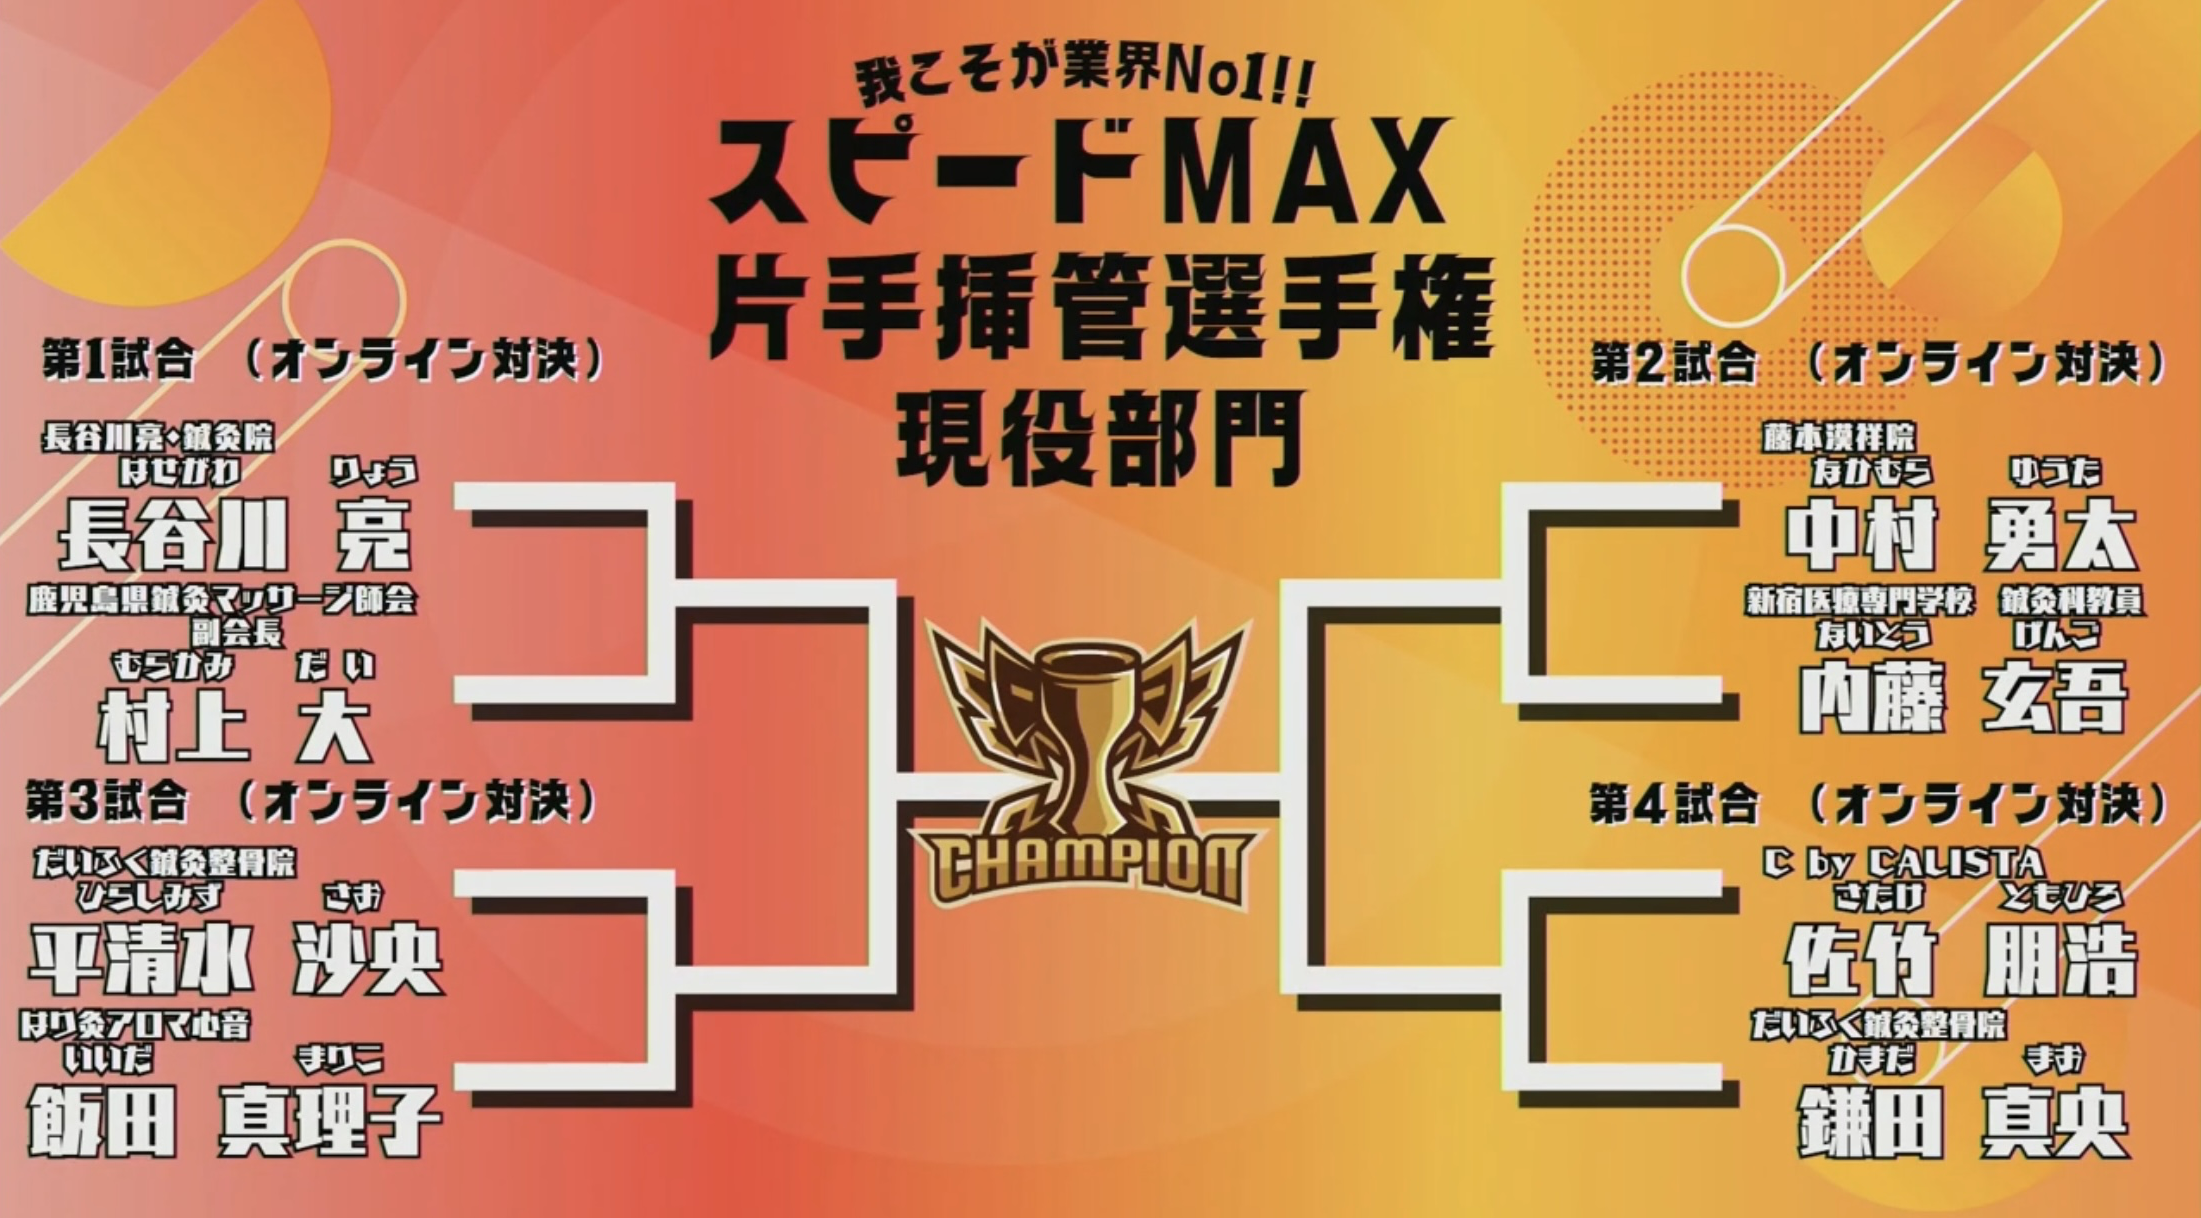 我こそが業界No1!!
スピードMAX
片手挿管選手権
現役部門
第1試合 （オンライン対決）
長谷川亮・鍼灸院
はせがわ りょう
長谷川 亮
鹿児島県鍼灸マッサージ師会
副会長
むらかみ だい
村上 大
第3試合 （オンライン対決）
だいふく鍼灸整骨院
ひらしみず さお
平清水 沙央
はり灸アロマ心音
いいだ まりこ
飯田 真理子
CHAMPION
第2試合 （オンライン対決）
藤本漢祥院
なかむら ゆうた
中村 勇太
新宿医療専門学校 鍼灸科教員
ないとう げんご
内藤 玄吾
第4試合 （オンライン対決）
C by CALISTA
さたけ ともひろ
佐竹 朋浩
だいふく鍼灸整骨院
かまだ まお
鎌田 真央